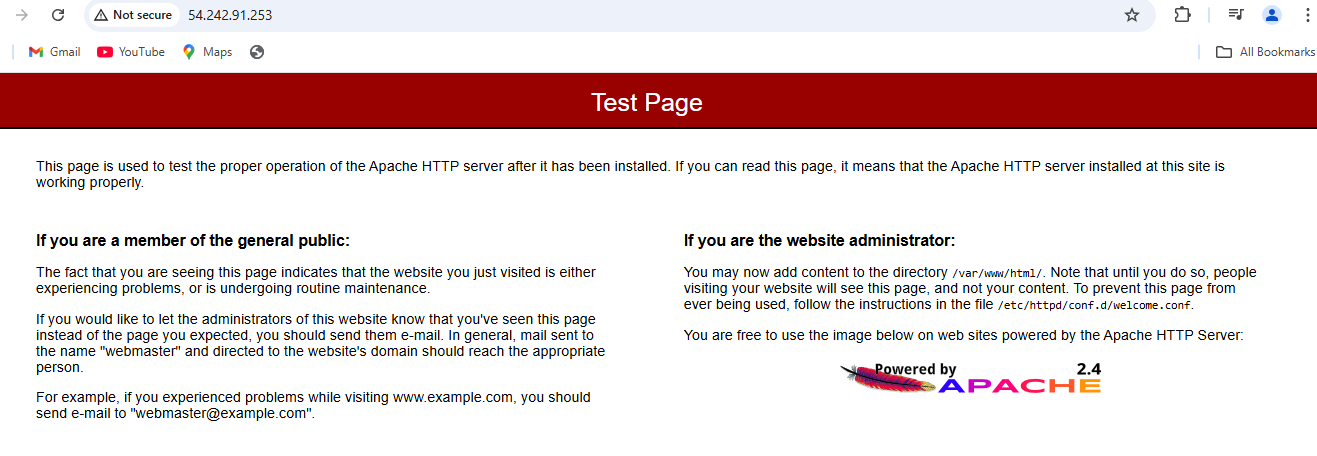 Not secure 54.242.91.253
Gmail YouTube Maps All Bookmarks
Test Page
This page is used to test the proper operation of the Apache HTTP server after it has been installed. If you can read this page, it means that the Apache HTTP server installed at this site is
working properly.
If you are a member of the general public:
The fact that you are seeing this page indicates that the website you just visited is either
experiencing problems, or is undergoing routine maintenance.
If you would like to let the administrators of this website know that you've seen this page
instead of the page you expected, you should send them e-mail. In general, mail sent to
the name "webmaster" and directed to the website's domain should reach the appropriate
person.
For example, if you experienced problems while visiting www.example.com, you should
send e-mail to "webmaster@example.com".
If you are the website administrator:
You may now add content to the directory /var/www/html/. Note that until you do so, people
visiting your website will see this page, and not your content. To prevent this page from
ever being used, follow the instructions in the file /etc/httpd/conf.d/welcome.conf.
You are free to use the image below on web sites powered by the Apache HTTP Server:
Powered by 2.4
APACHE